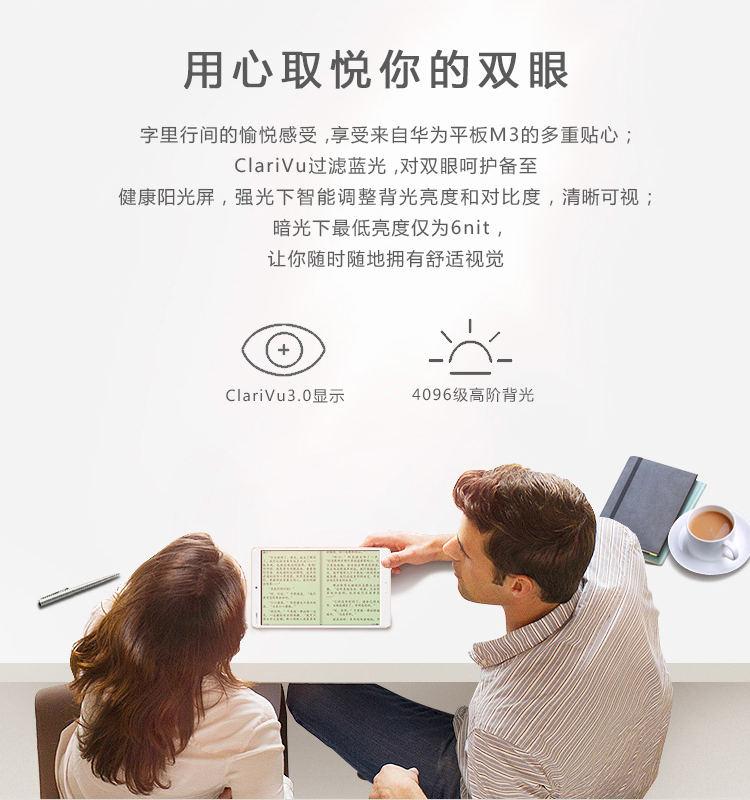 用心取悦你的双眼
字里行间的愉悦感受，享受来自华为平板M3的多重贴心；
ClariVu过滤蓝光，对双眼呵护备至
健康阳光屏，强光下智能调整背光亮度和对比度，清晰可视；
暗光下最低亮度仅为6nit，
让你随时随地拥有舒适视觉
ClariVu3.0显示
4096级高阶背光